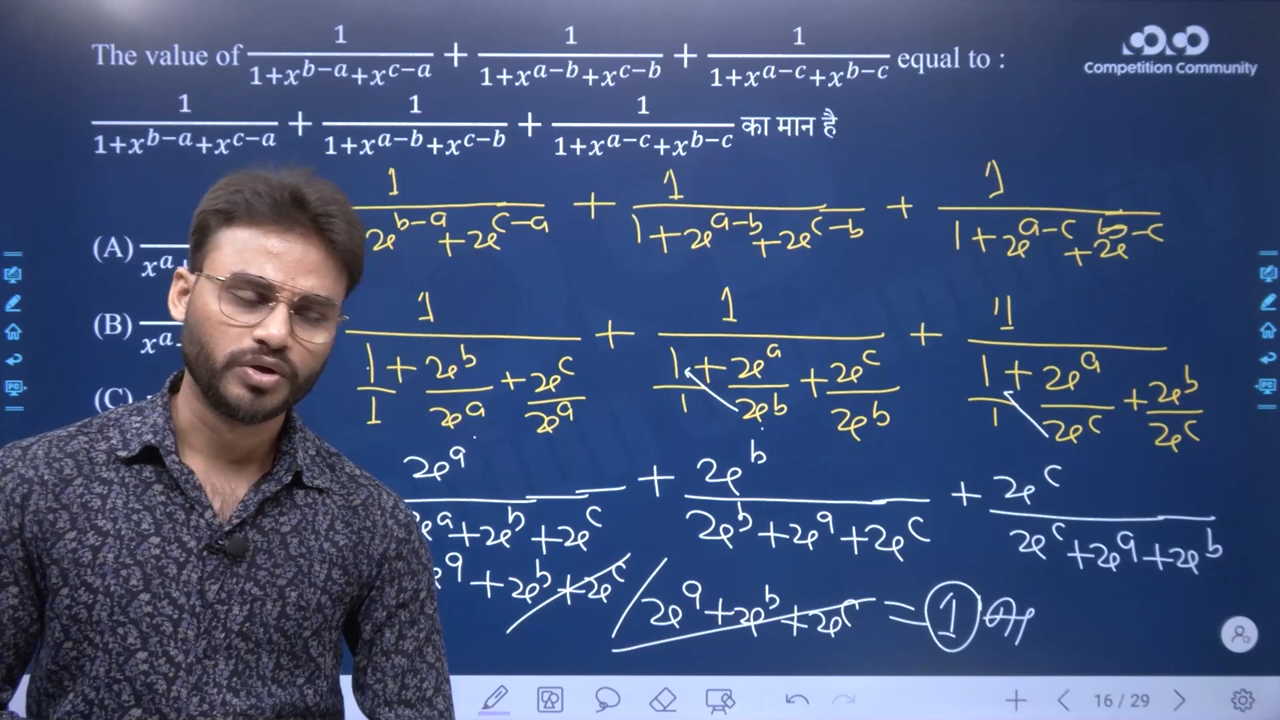 The value of 1/(1+x^(b−a)+x^(c−a)) + 1/(1+x^(a−b)+x^(c−b)) + 1/(1+x^(a−c)+x^(b−c)) equal to :
Competition Community
1/(1+x^(b−a)+x^(c−a)) + 1/(1+x^(a−b)+x^(c−b)) + 1/(1+x^(a−c)+x^(b−c)) का मान है
1/(x^(b−a)+x^(c−a)) + 1/(1+x^(a−b)+x^(c−b)) + 1/(1+x^(a−c)+x^(b−c))
(A) x^a
(B) x^a
(C)
1/(1/1+x^b/x^a+x^c/x^a) + 1/(1/1+x^a/x^b+x^c/x^b) + 1/(1/1+x^a/x^c+x^b/x^c)
x^a/(x^a+x^b+x^c) + x^b/(x^b+x^a+x^c) + x^c/(x^c+x^a+x^b)
x^a+x^b+x^c / x^a+x^b+x^c = 1
16 / 29